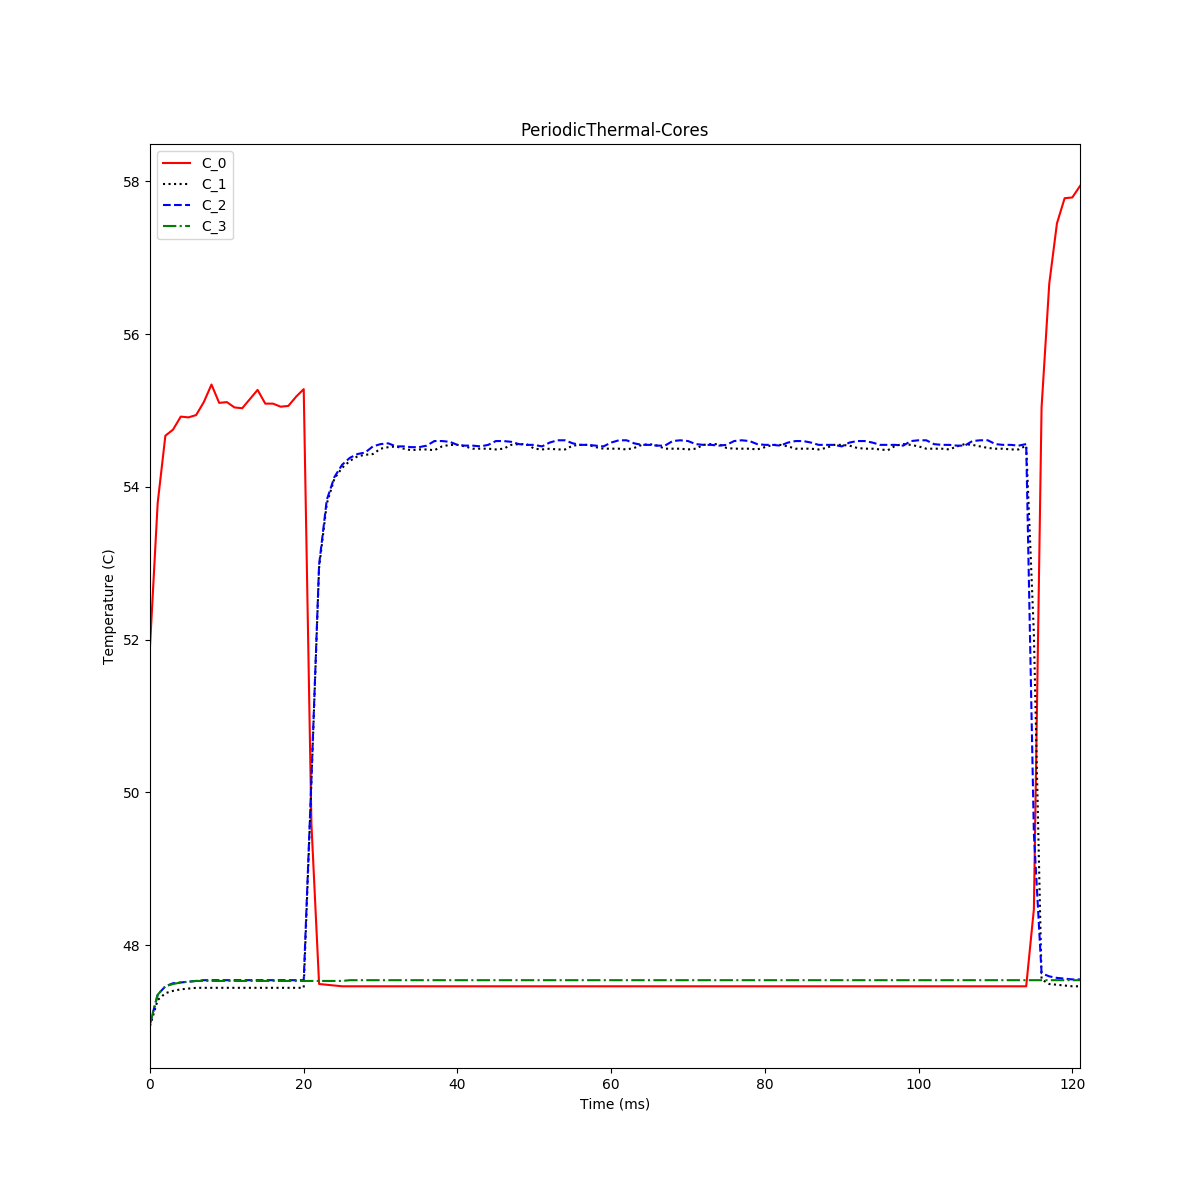 PeriodicThermal-Cores
C_0
C_1
C_2
C_3
58
56
54
52
50
48
Temperature (C)
0 20 40 60 80 100 120
Time (ms)